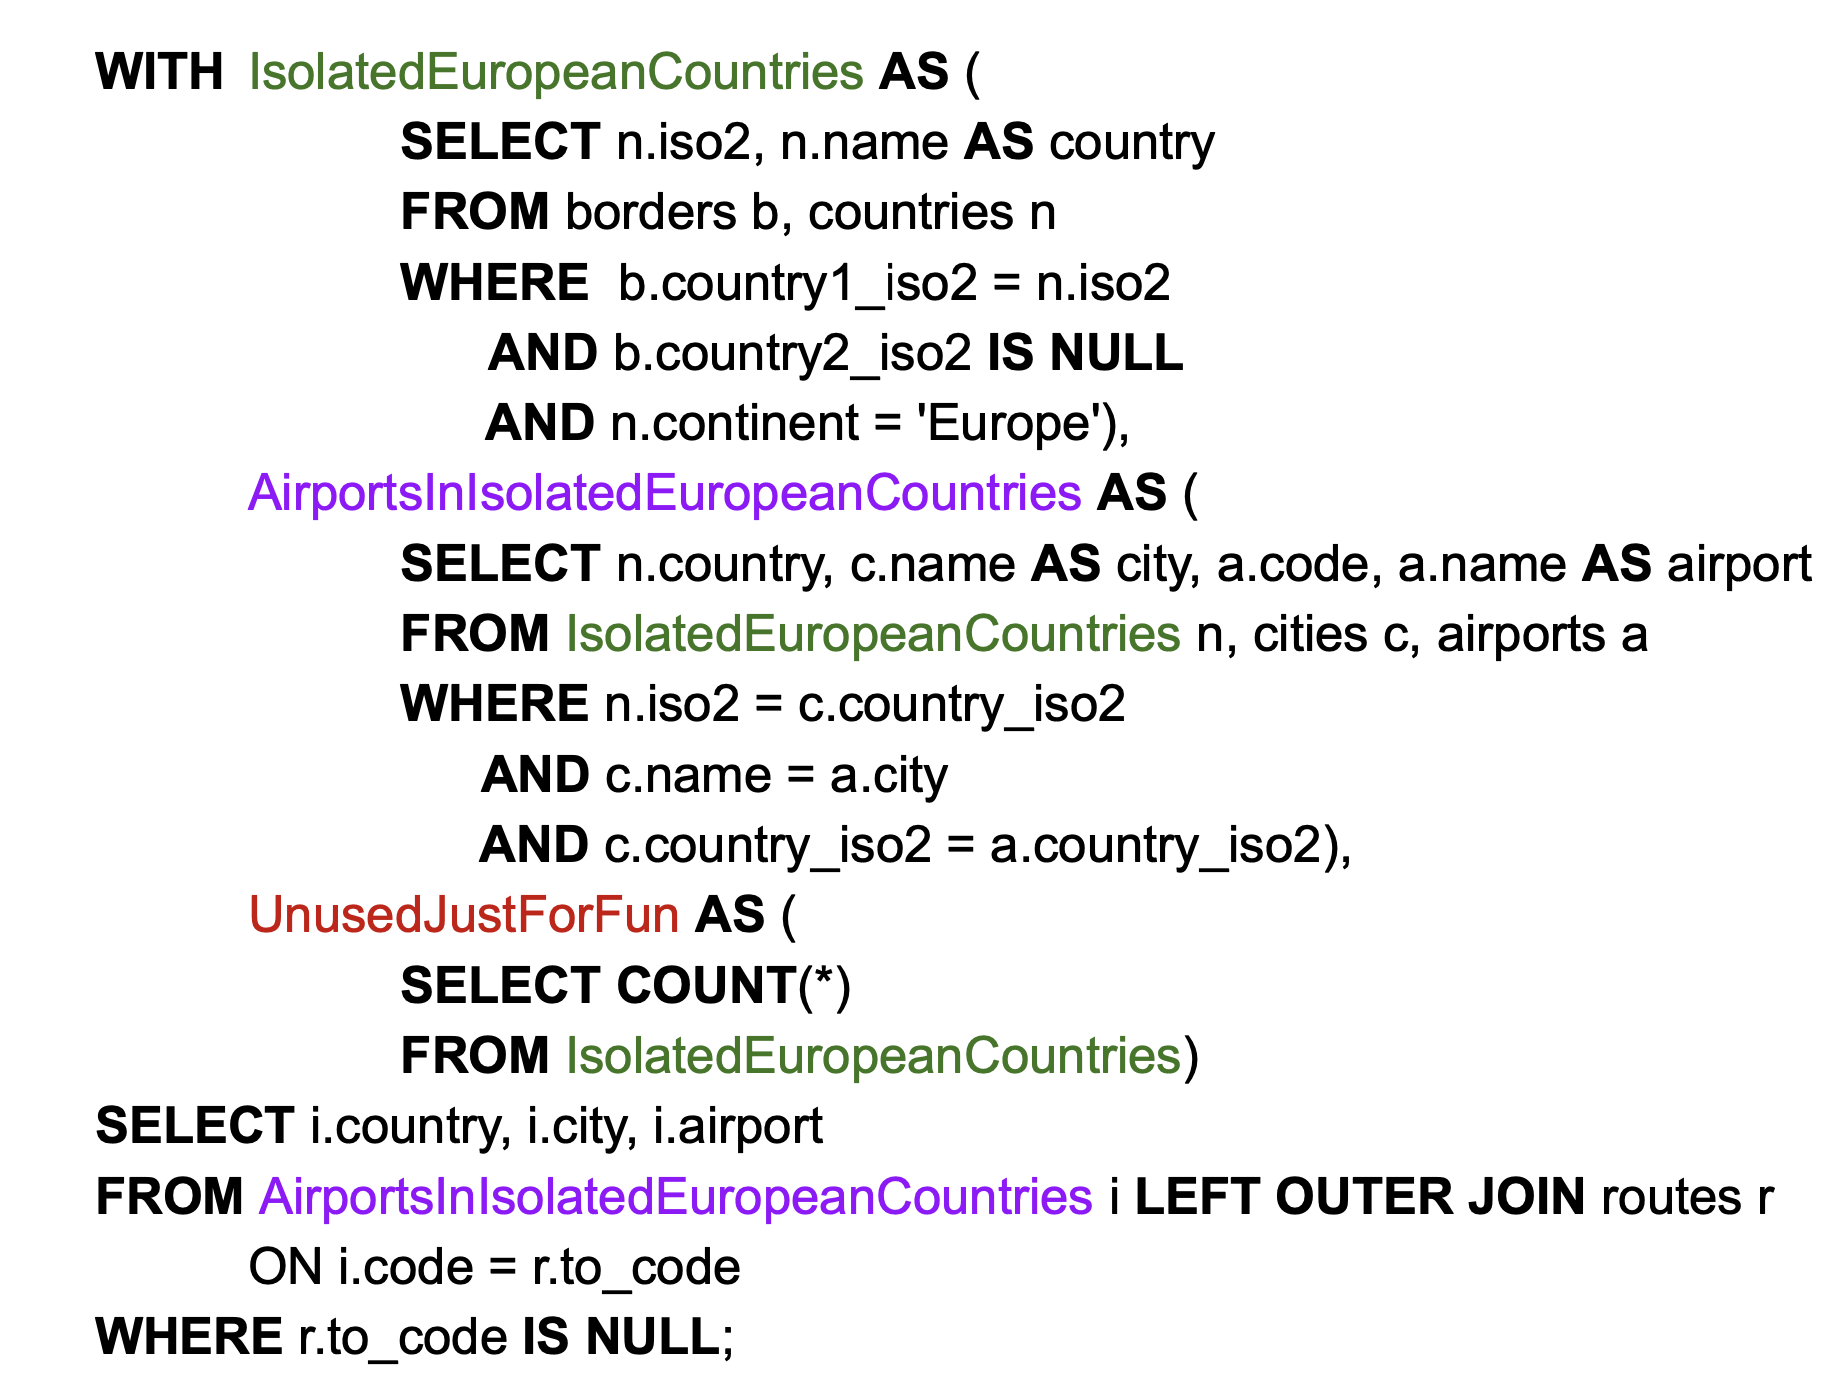 WITH IsolatedEuropeanCountries AS (
SELECT n.iso2, n.name AS country
FROM borders b, countries n
WHERE b.country1_iso2 = n.iso2
AND b.country2_iso2 IS NULL
AND n.continent = 'Europe'),
AirportsInIsolatedEuropeanCountries AS (
SELECT n.country, c.name AS city, a.code, a.name AS airport
FROM IsolatedEuropeanCountries n, cities c, airports a
WHERE n.iso2 = c.country_iso2
AND c.name = a.city
AND c.country_iso2 = a.country_iso2),
UnusedJustForFun AS (
SELECT COUNT(*)
FROM IsolatedEuropeanCountries)
SELECT i.country, i.city, i.airport
FROM AirportsInIsolatedEuropeanCountries i LEFT OUTER JOIN routes r
ON i.code = r.to_code
WHERE r.to_code IS NULL;